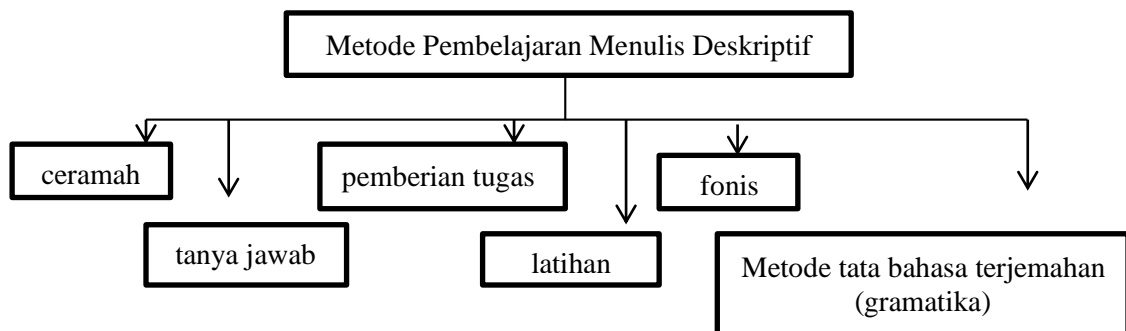 Metode Pembelajaran Menulis Deskriptif
ceramah
pemberian tugas
fonis
tanya jawab
latihan
Metode tata bahasa terjemahan
(gramatika)